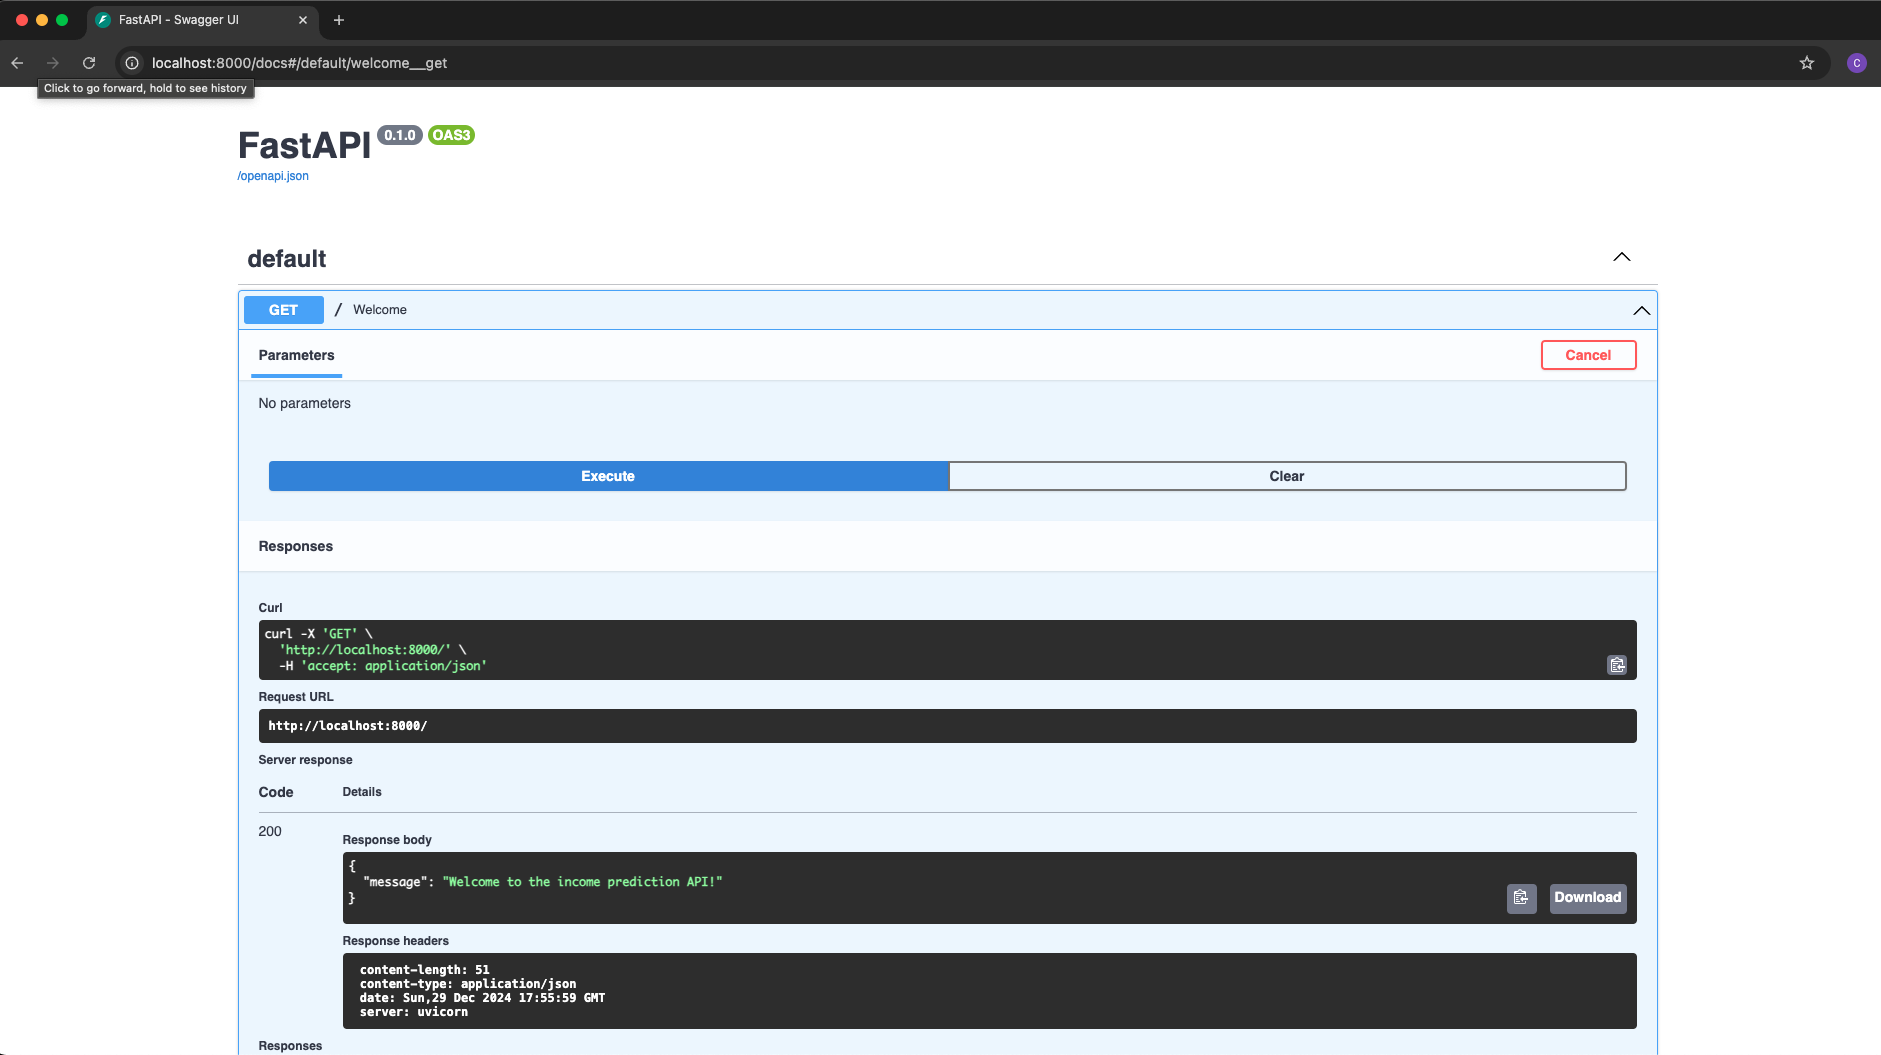 FastAPI - Swagger UI
localhost:8000/docs#/default/welcome__get
C
Click to go forward, hold to see history
FastAPI 0.1.0 OAS3
/openapi.json
default
GET / Welcome
Parameters
Cancel
No parameters
Execute
Clear
Responses
Curl
curl -X 'GET' \
'http://localhost:8000/' \
-H 'accept: application/json'
Request URL
http://localhost:8000/
Server response
Code Details
200
Response body
{
"message": "Welcome to the income prediction API!"
}
Download
Response headers
content-length: 51
content-type: application/json
date: Sun,29 Dec 2024 17:55:59 GMT
server: uvicorn
Responses